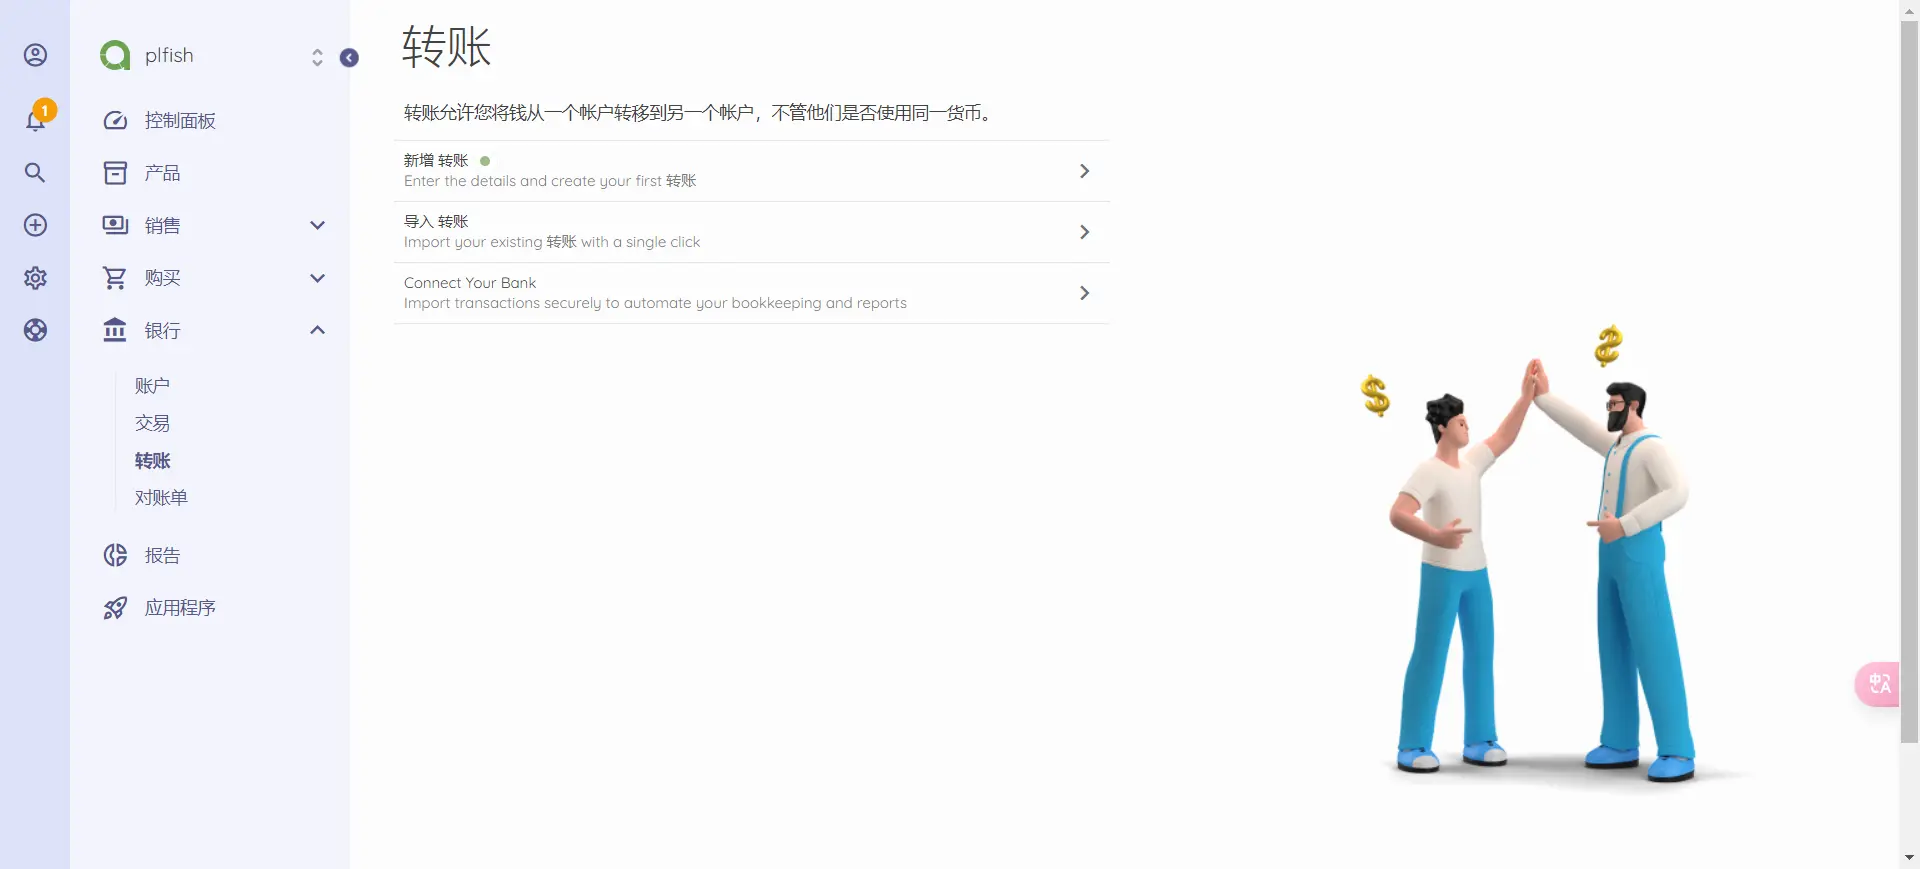 1
plfish
控制面板
产品
销售
购买
银行
账户
交易
转账
对账单
报告
应用程序
转账
转账允许您将钱从一个帐户转移到另一个帐户，不管他们是否使用同一货币。
新增 转账
Enter the details and create your first 转账
导入 转账
Import your existing 转账 with a single click
Connect Your Bank
Import transactions securely to automate your bookkeeping and reports